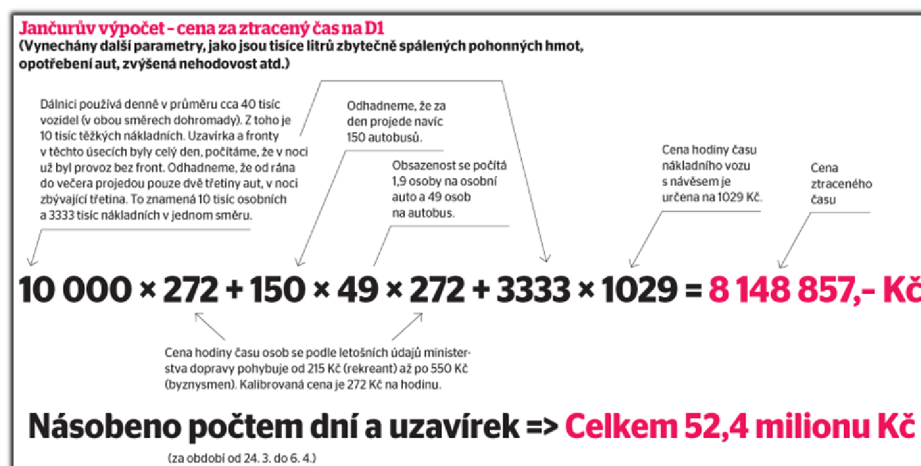 Jančurův výpočet – cena za ztracený čas na D1
(Vynechány další parametry, jako jsou tisíce litrů zbytečně spálených pohonných hmot,
opotřebení aut, zvýšená nehodovost atd.)
Dálnici používá denně v průměru cca 40 tisíc
vozidel (v obou směrech dohromady). Z toho je
10 tisíc těžkých nákladních. Uzavírka a fronty
v těchto úsecích byly celý den, počítáme, že v noci
už byl provoz bez front. Odhadneme, že od rána
do večera projedou pouze dvě třetiny aut, v noci
zbývající třetina. To znamená 10 tisíc osobních
a 3333 tisíc nákladních v jednom směru.
Odhadneme, že za
den projede navíc
150 autobusů.
Obsazenost se počítá
1,9 osoby na osobní
auto a 49 osob
na autobus.
Cena hodiny času
nákladního vozu
s návěsem je
určena na 1029 Kč.
Cena
ztraceného
času
10 000 × 272 + 150 × 49 × 272 + 3333 × 1029 = 8 148 857,– Kč
Cena hodiny času osob se podle letošních údajů minister-
stva dopravy pohybuje od 215 Kč (rekreant) až po 550 Kč
(byznysmen). Kalibrovaná cena je 272 Kč na hodinu.
Násobeno počtem dní a uzavírek => Celkem 52,4 milionu Kč
(za období od 24. 3. do 6. 4.)